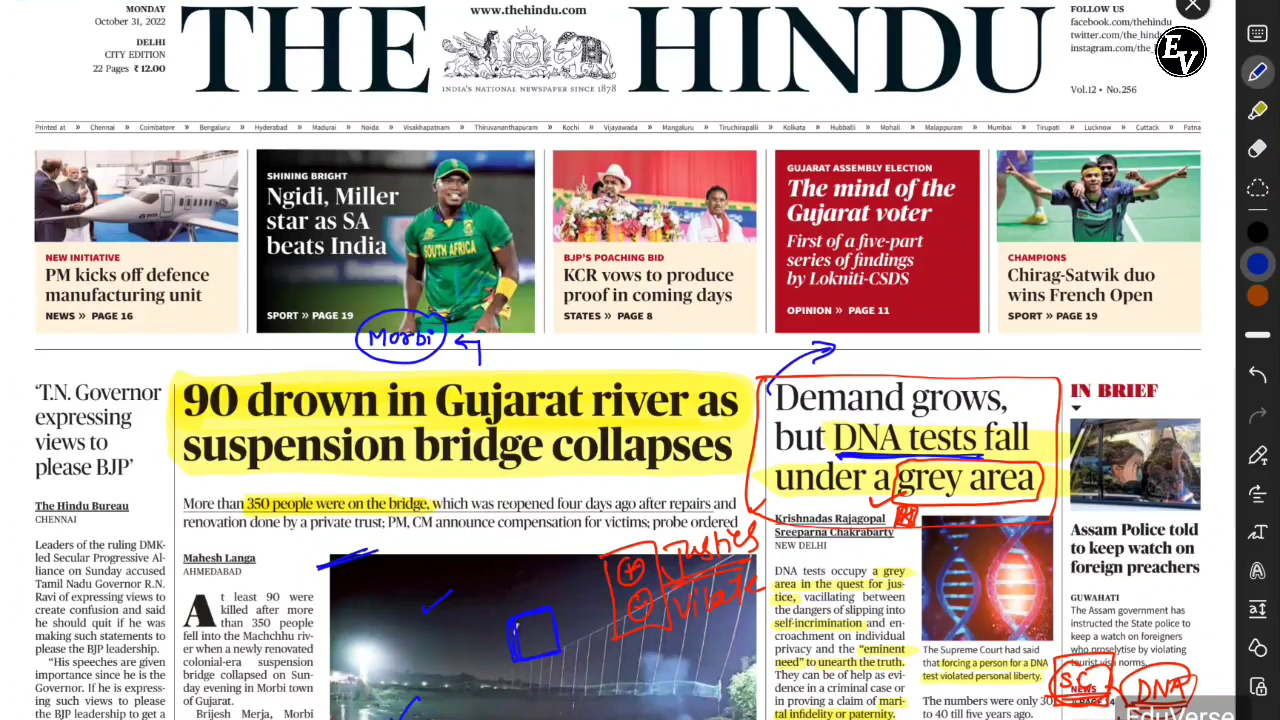 MONDAY
October 31, 2022
DELHI
CITY EDITION
22 Pages ₹ 12.00
www.thehindu.com
THE HINDU
INDIA'S NATIONAL NEWSPAPER SINCE 1878
FOLLOW US
facebook.com/thehindu
twitter.com/the_hindu
instagram.com/the_
EV
Vol.12 • No.256
Printed at » Chennai » Coimbatore » Bengaluru » Hyderabad » Madurai » Noida » Visakhapatnam » Thiruvananthapuram » Kochi » Vijayawada » Mangaluru » Tiruchirapalli » Kolkata » Hubballi » Mohali » Malappuram » Mumbai » Tirupati » Lucknow » Cuttack » Patna
NEW INITIATIVE
PM kicks off defence
manufacturing unit
NEWS » PAGE 16
SHINING BRIGHT
Ngidi, Miller
star as SA
beats India
SOUTH AFRICA
SPORT » PAGE 19
BJP'S POACHING BID
KCR vows to produce
proof in coming days
STATES » PAGE 8
GUJARAT ASSEMBLY ELECTION
The mind of the
Gujarat voter
First of a five-part
series of findings
by Lokniti-CSDS
OPINION » PAGE 11
CHAMPIONS
Chirag-Satwik duo
wins French Open
SPORT » PAGE 19
Morbi
'T.N. Governor
expressing
views to
please BJP'
The Hindu Bureau
CHENNAI
Leaders of the ruling DMK-
led Secular Progressive Al-
liance on Sunday accused
Tamil Nadu Governor R.N.
Ravi of expressing views to
create confusion and said
he should quit if he was
making such statements to
please the BJP leadership.
"His speeches are given
importance since he is the
Governor. If he is express-
ing such views to please
the BJP leadership to get a
90 drown in Gujarat river as
suspension bridge collapses
More than 350 people were on the bridge, which was reopened four days ago after repairs and
renovation done by a private trust; PM, CM announce compensation for victims; probe ordered
Mahesh Langa
AHMEDABAD
At least 90 were
killed after more
than 350 people
fell into the Machchhu riv-
er when a newly renovated
colonial-era suspension
bridge collapsed on Sun-
day evening in Morbi town
of Gujarat.
Brijesh Merja, Morbi
Justice
Demand grows,
but DNA tests fall
under a grey area
Krishnadas Rajagopal
Sreeparna Chakrabarty
NEW DELHI
DNA tests occupy a grey
area in the quest for jus-
tice, vacillating between
the dangers of slipping into
self-incrimination and en-
croachment on individual
privacy and the "eminent
need" to unearth the truth.
They can be of help as evi-
dence in a criminal case or
in proving a claim of mari-
tal infidelity or paternity.
The Supreme Court had said
that forcing a person for a DNA
test violated personal liberty.
The numbers were only 30
to 40 till five years ago.
IN BRIEF
Assam Police told
to keep watch on
foreign preachers
GUWAHATI
The Assam government has
instructed the State police to
keep a watch on foreigners
who proselytise by violating
tourist visa norms.
NEWS
S.C.
DNA
EduVerse